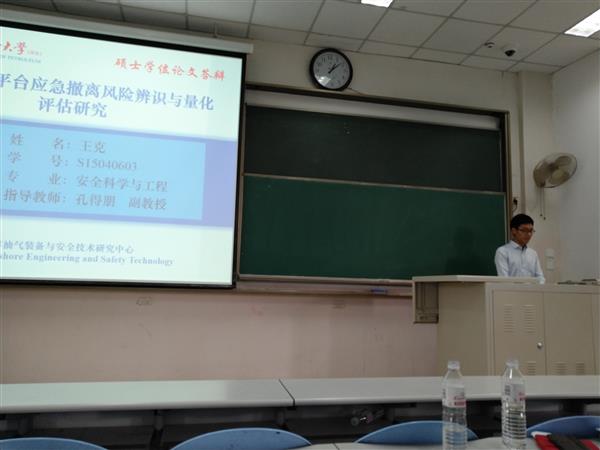 大学
硕士学位论文答辩
平台应急撤离风险辨识与量化
评估研究
姓 名：王克
学 号：S15040603
专 业：安全科学与工程
指导教师：孔得朋 副教授
油气装备与安全技术研究中心
shore Engineering and Safety Technology